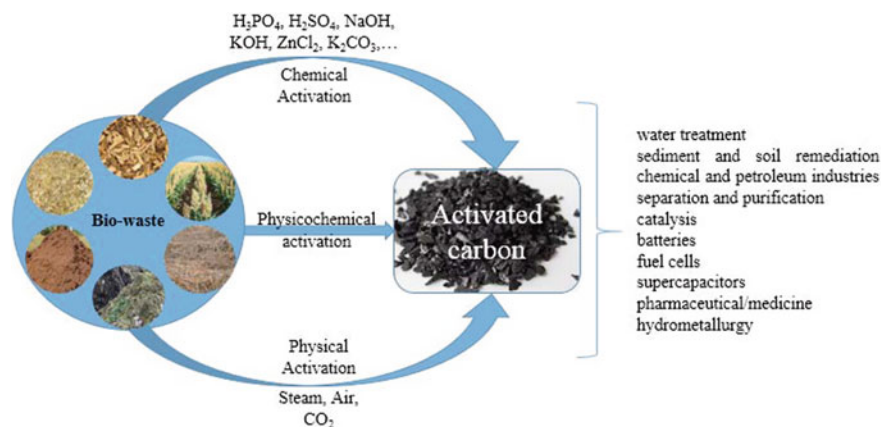 H₃PO₄, H₂SO₄, NaOH,
KOH, ZnCl₂, K₂CO₃,…
Chemical
Activation
Bio-waste
Physicochemical
activation
Activated
carbon
Physical
Activation
Steam, Air,
CO₂
water treatment
sediment and soil remediation
chemical and petroleum industries
separation and purification
catalysis
batteries
fuel cells
supercapacitors
pharmaceutical/medicine
hydrometallurgy